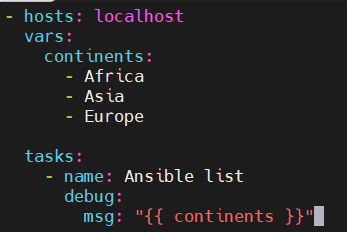 - hosts: localhost
  vars:
    continents:
      - Africa
      - Asia
      - Europe

  tasks:
    - name: Ansible list
      debug:
        msg: "{{ continents }}"